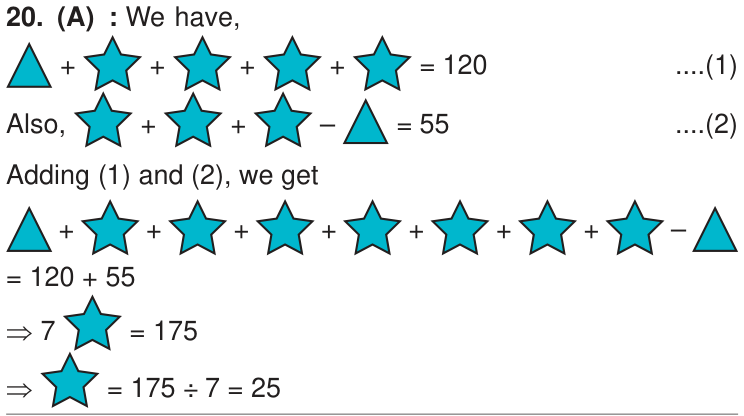 20. (A) : We have,
+ + + + = 120 ....(1)
Also, + + − = 55 ....(2)
Adding (1) and (2), we get
+ + + + + + + −
= 120 + 55
⇒ 7 = 175
⇒ = 175 ÷ 7 = 25